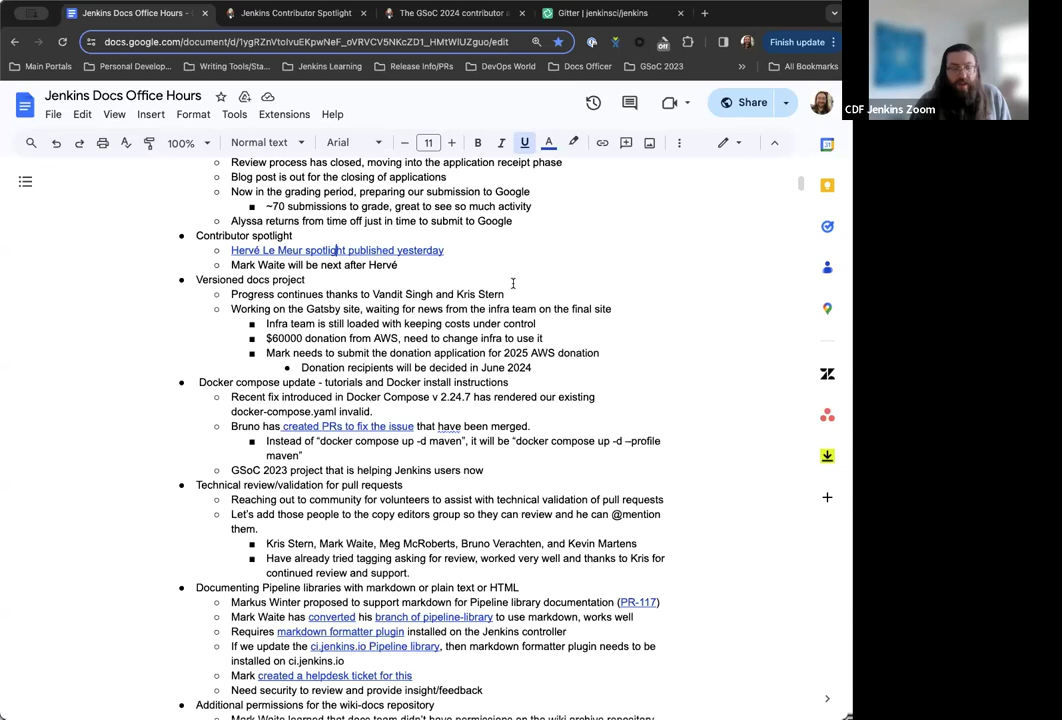 Jenkins Docs Office Hours -
Jenkins Contributor Spotlight
The GSoC 2024 contributor a
Gitter | jenkinsci/jenkins
docs.google.com/document/d/1ygRZnVtoIvuEKpwNeF_oVRVCV5NKcZD1_HMtWlUZguo/edit
Off
Finish update
Main Portals
Personal Develop...
Writing Tools/Sta...
Jenkins Learning
Release Info/PRs
DevOps World
Docs Officer
GSoC 2023
»
All Bookmarks
CDF Jenkins Zoom
Jenkins Docs Office Hours
File Edit View Insert Format Tools Extensions Help
Share
100% Normal text Arial 11 B I U A
Review process has closed, moving into the application receipt phase
Blog post is out for the closing of applications
Now in the grading period, preparing our submission to Google
~70 submissions to grade, great to see so much activity
Alyssa returns from time off just in time to submit to Google
Contributor spotlight
Hervé Le Meur spotlight published yesterday
Mark Waite will be next after Hervé
Versioned docs project
Progress continues thanks to Vandit Singh and Kris Stern
Working on the Gatsby site, waiting for news from the infra team on the final site
Infra team is still loaded with keeping costs under control
$60000 donation from AWS, need to change infra to use it
Mark needs to submit the donation application for 2025 AWS donation
Donation recipients will be decided in June 2024
Docker compose update - tutorials and Docker install instructions
Recent fix introduced in Docker Compose v 2.24.7 has rendered our existing
docker-compose.yaml invalid.
Bruno has created PRs to fix the issue that have been merged.
Instead of “docker compose up -d maven”, it will be “docker compose up -d –profile
maven”
GSoC 2023 project that is helping Jenkins users now
Technical review/validation for pull requests
Reaching out to community for volunteers to assist with technical validation of pull requests
Let’s add those people to the copy editors group so they can review and he can @mention
them.
Kris Stern, Mark Waite, Meg McRoberts, Bruno Verachten, and Kevin Martens
Have already tried tagging asking for review, worked very well and thanks to Kris for
continued review and support.
Documenting Pipeline libraries with markdown or plain text or HTML
Markus Winter proposed to support markdown for Pipeline library documentation (PR-117)
Mark Waite has converted his branch of pipeline-library to use markdown, works well
Requires markdown formatter plugin installed on the Jenkins controller
If we update the ci.jenkins.io Pipeline library, then markdown formatter plugin needs to be
installed on ci.jenkins.io
Mark created a helpdesk ticket for this
Need security to review and provide insight/feedback
Additional permissions for the wiki-docs repository
Mark Waite learned that docs team didn’t have permissions on the wiki archive repository